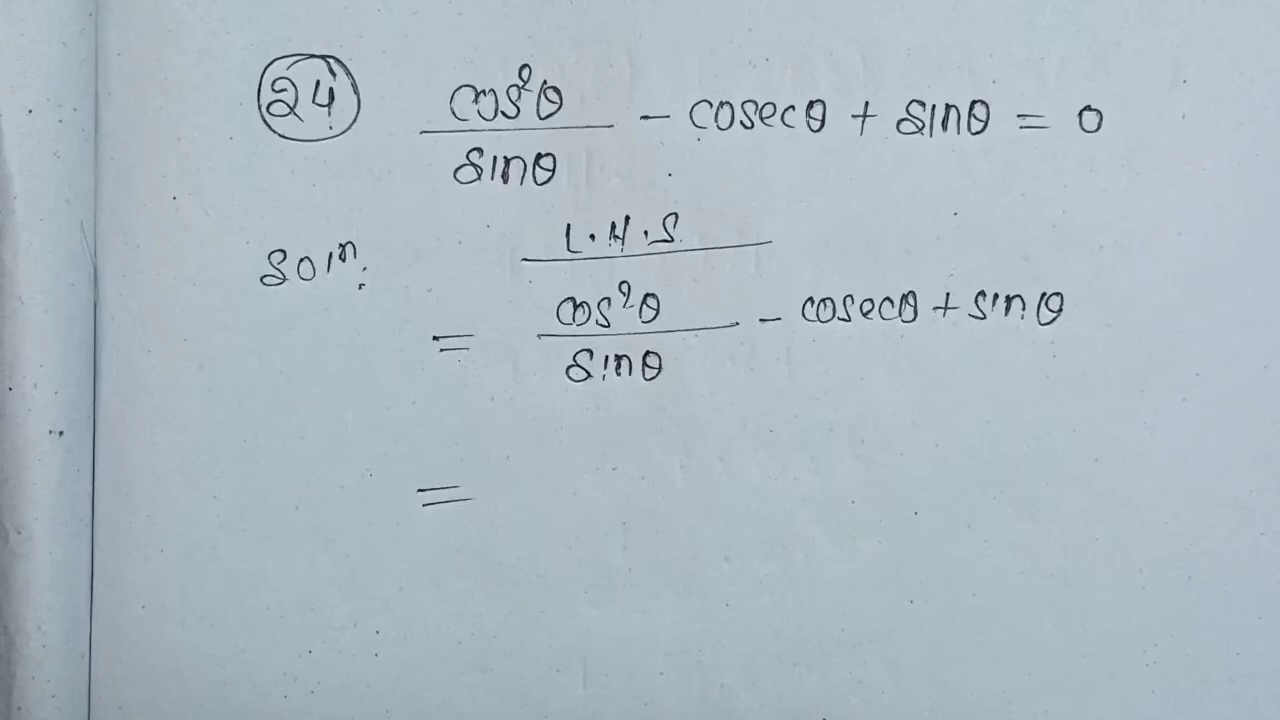 24 cos²θ/sinθ - cosecθ + sinθ = 0
Solⁿ: L.H.S
= cos²θ/sinθ - cosecθ + sinθ
=